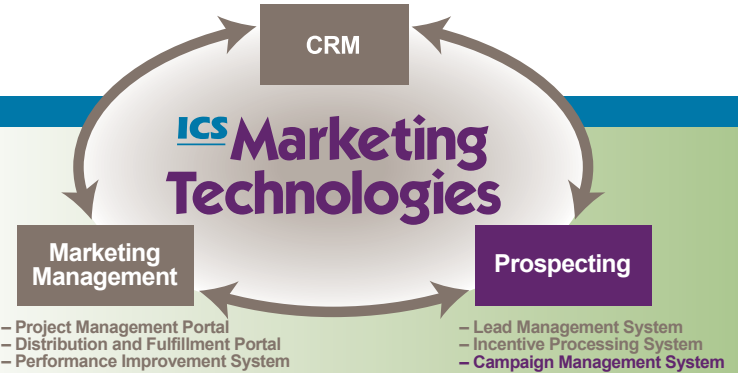 CRM
ICS Marketing
Technologies
Marketing
Management
– Project Management Portal
– Distribution and Fulfillment Portal
– Performance Improvement System
Prospecting
– Lead Management System
– Incentive Processing System
– Campaign Management System